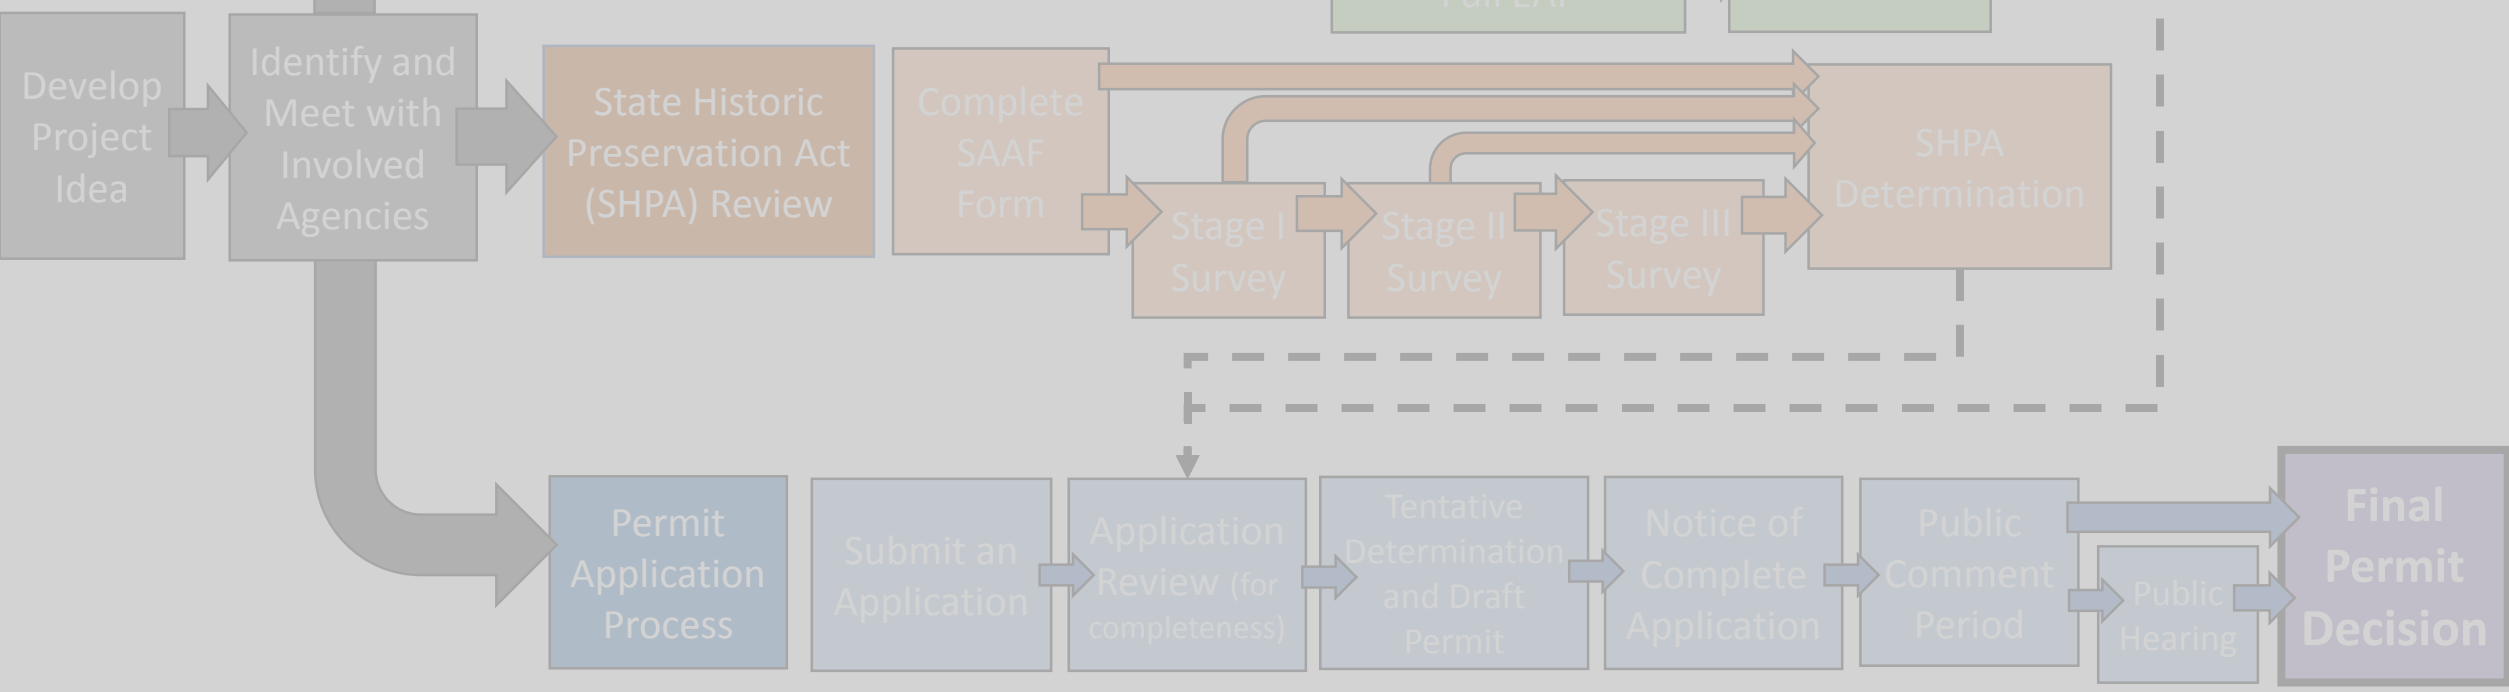 Full EAF
Develop
Project
Idea
Identify and
Meet with
Involved
Agencies
State Historic
Preservation Act
(SHPA) Review
Complete
SAAF
Form
Stage I
Survey
Stage II
Survey
Stage III
Survey
SHPA
Determination
Permit
Application
Process
Submit an
Application
Application
Review (for
completeness)
Tentative
Determination
and Draft
Permit
Notice of
Complete
Application
Public
Comment
Period
Public
Hearing
Final
Permit
Decision